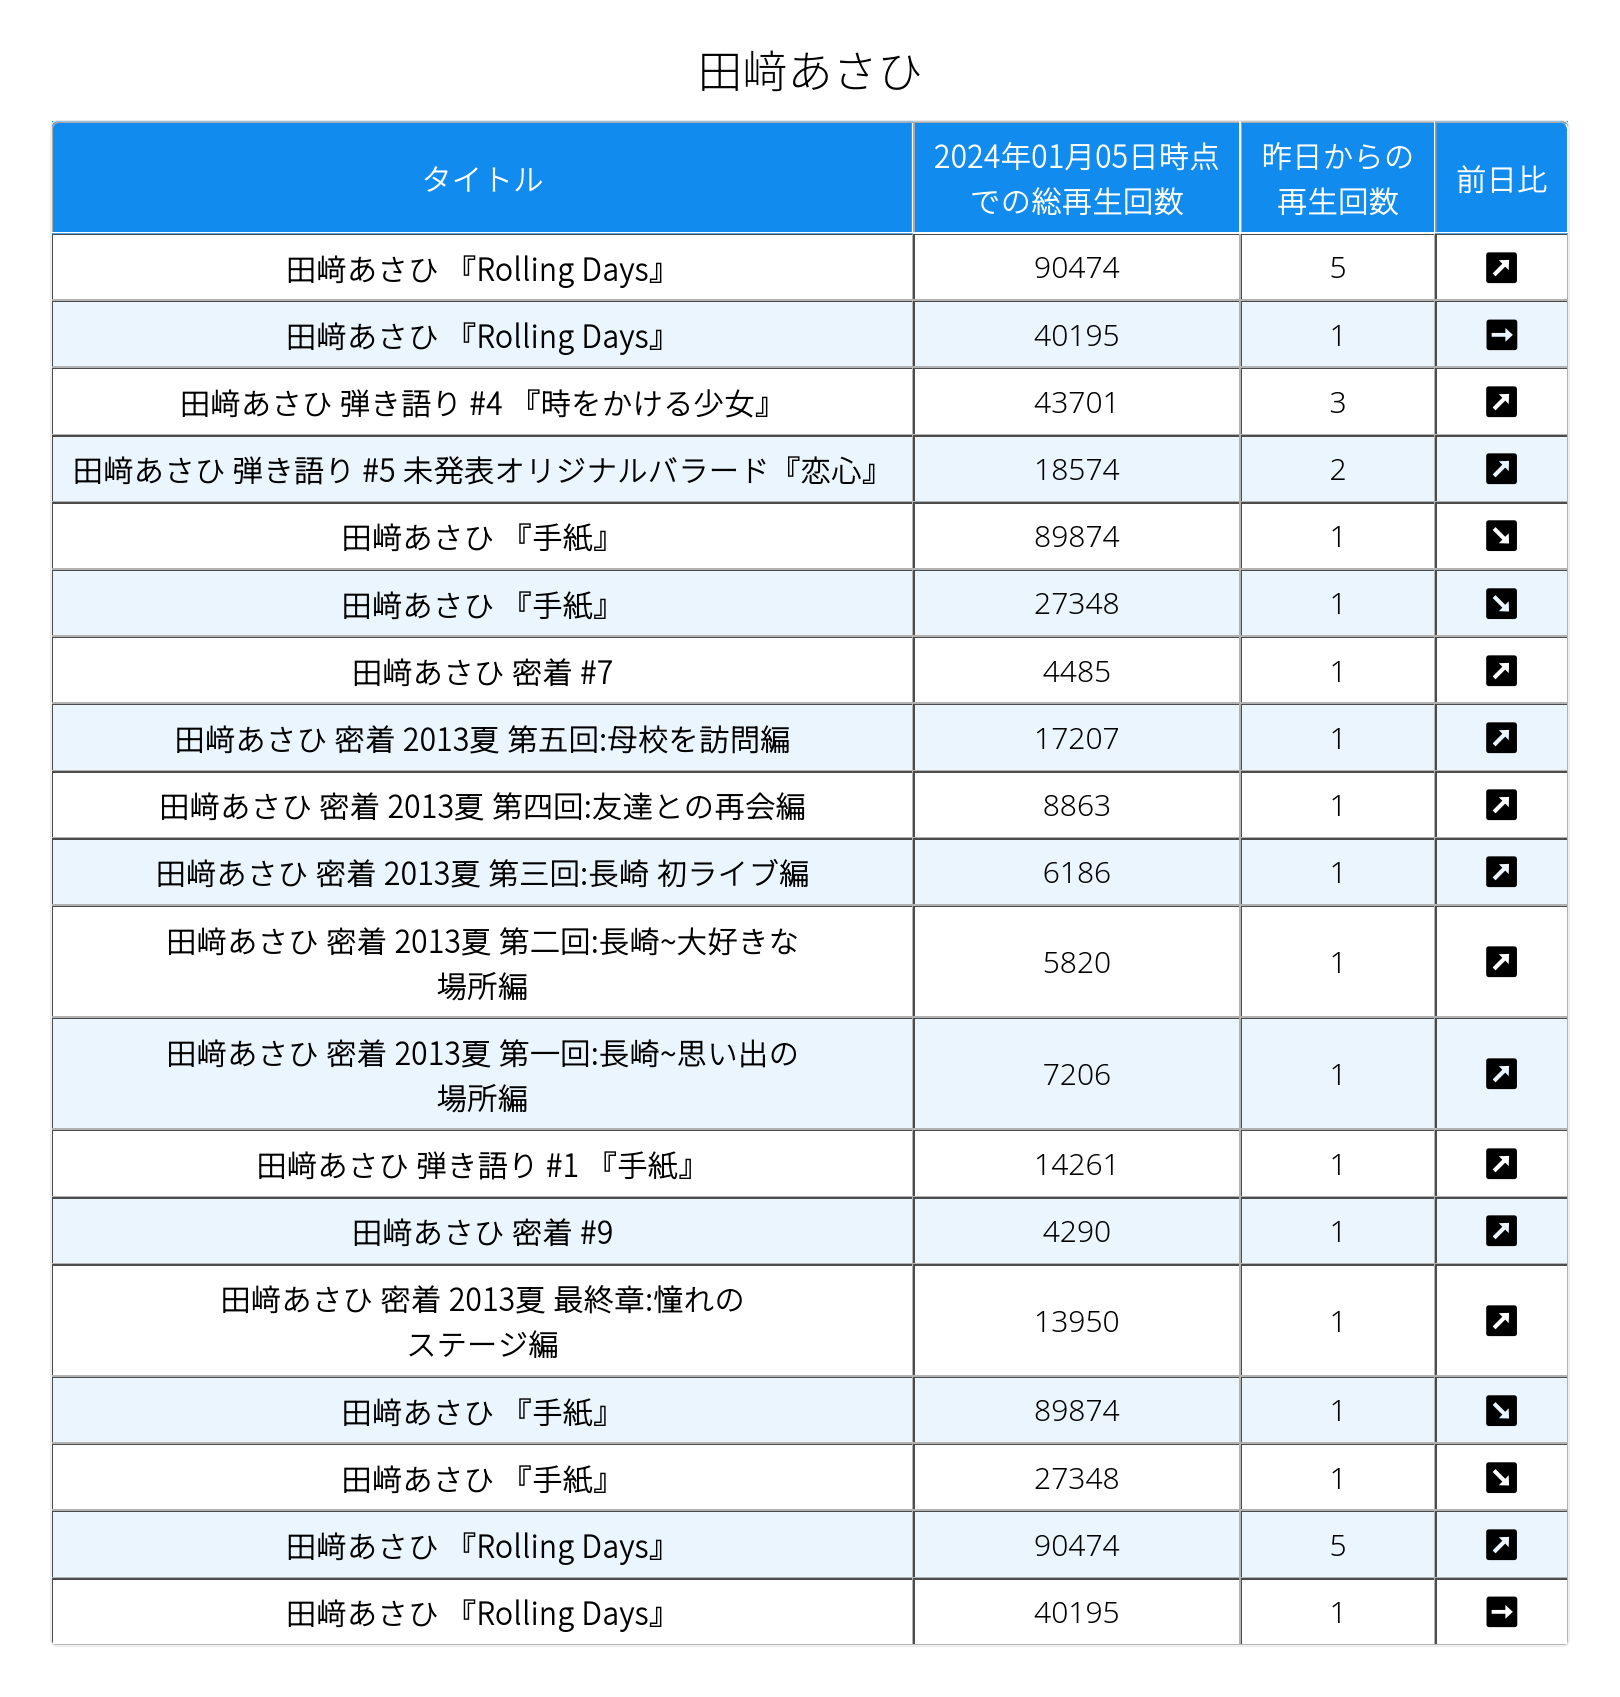 田﨑あさひ
タイトル
2024年01月05日時点
での総再生回数
昨日からの
再生回数
前日比
田﨑あさひ 『Rolling Days』 90474 5
田﨑あさひ 『Rolling Days』 40195 1
田﨑あさひ 弾き語り #4 『時をかける少女』 43701 3
田﨑あさひ 弾き語り #5 未発表オリジナルバラード『恋心』 18574 2
田﨑あさひ 『手紙』 89874 1
田﨑あさひ 『手紙』 27348 1
田﨑あさひ 密着 #7 4485 1
田﨑あさひ 密着 2013夏 第五回:母校を訪問編 17207 1
田﨑あさひ 密着 2013夏 第四回:友達との再会編 8863 1
田﨑あさひ 密着 2013夏 第三回:長崎 初ライブ編 6186 1
田﨑あさひ 密着 2013夏 第二回:長崎~大好きな
場所編 5820 1
田﨑あさひ 密着 2013夏 第一回:長崎~思い出の
場所編 7206 1
田﨑あさひ 弾き語り #1 『手紙』 14261 1
田﨑あさひ 密着 #9 4290 1
田﨑あさひ 密着 2013夏 最終章:憧れの
ステージ編 13950 1
田﨑あさひ 『手紙』 89874 1
田﨑あさひ 『手紙』 27348 1
田﨑あさひ 『Rolling Days』 90474 5
田﨑あさひ 『Rolling Days』 40195 1